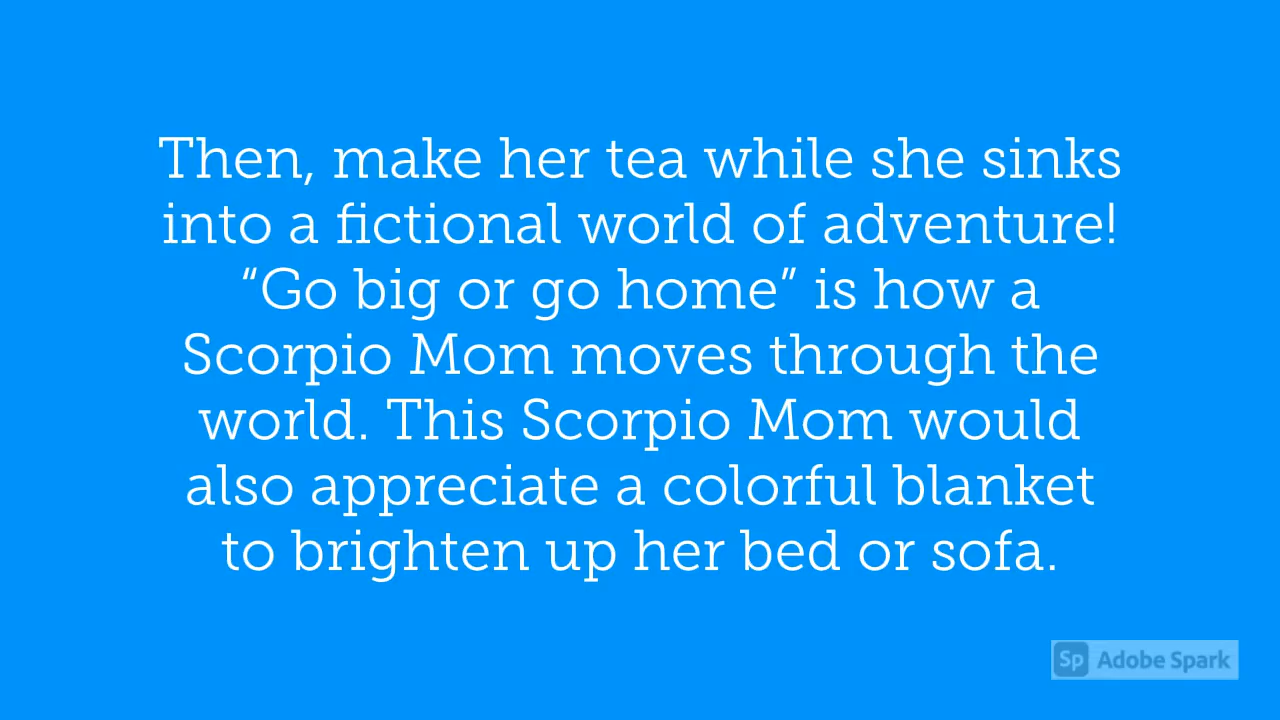 Then, make her tea while she sinks
into a fictional world of adventure!
“Go big or go home” is how a
Scorpio Mom moves through the
world. This Scorpio Mom would
also appreciate a colorful blanket
to brighten up her bed or sofa.
Sp Adobe Spark